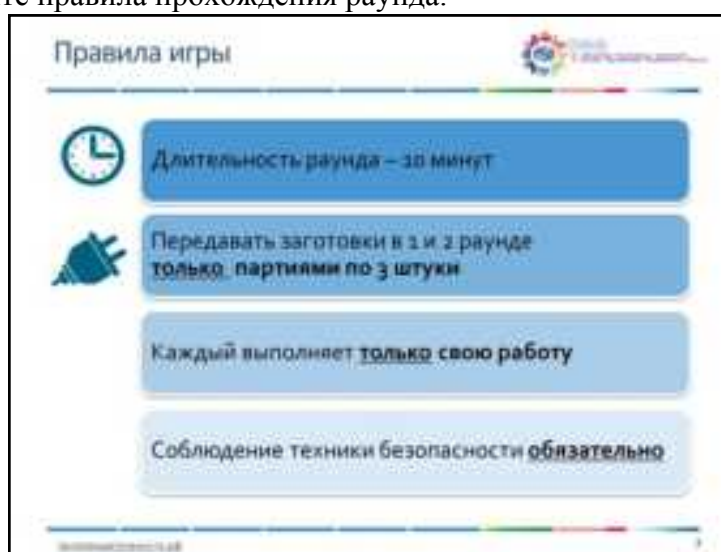 те правила прохождения раунда.
Правила игры
Длительность раунда – 10 минут
Передавать заготовки в 1 и 2 раунде
только партиями по 3 штуки
Каждый выполняет только свою работу
Соблюдение техники безопасности обязательно